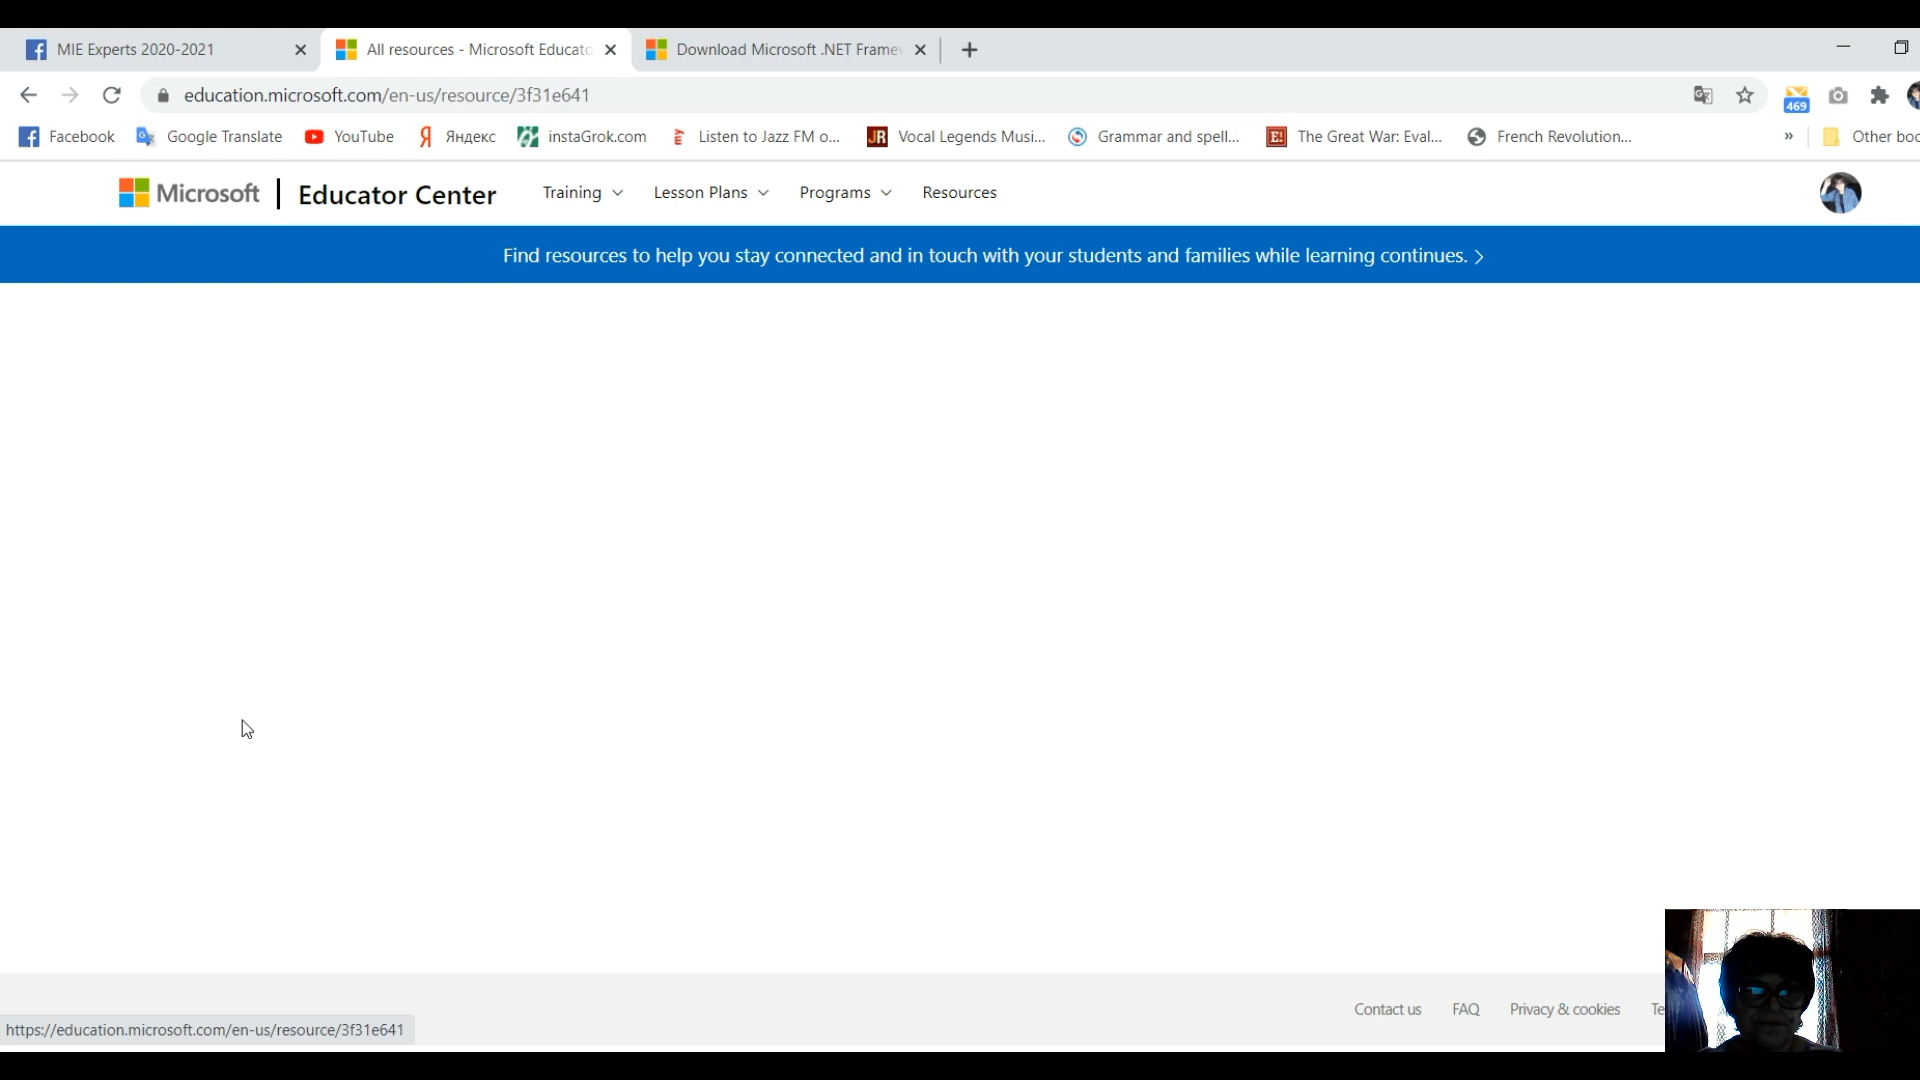 MIE Experts 2020-2021
All resources - Microsoft Educato
Download Microsoft .NET Framew
education.microsoft.com/en-us/resource/3f31e641
469
Facebook
Google Translate
YouTube
Яндекс
instaGrok.com
Listen to Jazz FM o...
JR
Vocal Legends Musi...
Grammar and spell...
E!
The Great War: Eval...
French Revolution...
»
Other boo
Microsoft | Educator Center
Training
Lesson Plans
Programs
Resources
Find resources to help you stay connected and in touch with your students and families while learning continues.
Contact us
FAQ
Privacy & cookies
Te
https://education.microsoft.com/en-us/resource/3f31e641